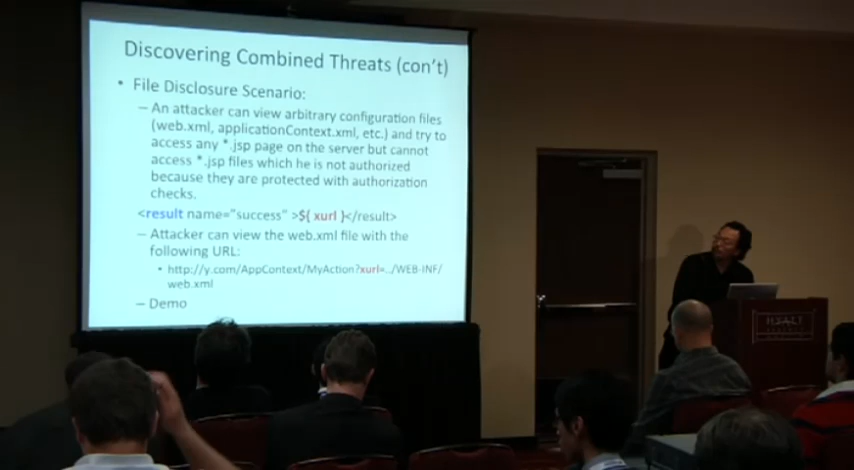 Discovering Combined Threats (con't)
• File Disclosure Scenario:
– An attacker can view arbitrary configuration files
(web.xml, applicationContext.xml, etc.) and try to
access any *.jsp page on the server but cannot
access *.jsp files which he is not authorized
because they are protected with authorization
checks.
<result name="success" >${ xurl }</result>
– Attacker can view the web.xml file with the
following URL:
• http://y.com/AppContext/MyAction?xurl=../WEB-INF/
web.xml
– Demo
HYATT